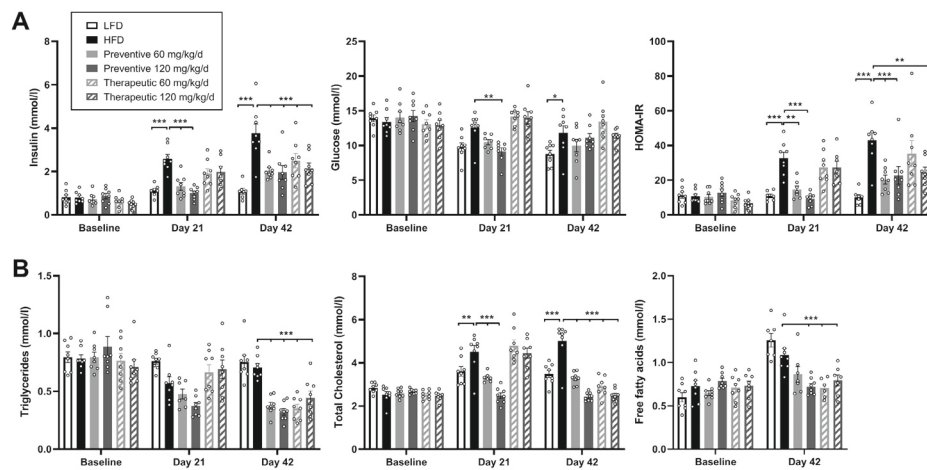 A
LFD
HFD
Preventive 60 mg/kg/d
Preventive 120 mg/kg/d
Therapeutic 60 mg/kg/d
Therapeutic 120 mg/kg/d
Insulin (mmol/l)
8
6
4
2
0
*** *** *** ***
Baseline Day 21 Day 42
Glucose (mmol/l)
25
20
15
10
5
0
** *
Baseline Day 21 Day 42
HOMA-IR
100
80
60
40
20
0
*** ** *** *** *** **
Baseline Day 21 Day 42
B
Triglycerides (mmol/l)
1.5
1.0
0.5
0.0
***
Baseline Day 21 Day 42
Total Cholesterol (mmol/l)
8
6
4
2
0
** *** *** ***
Baseline Day 21 Day 42
Free fatty acids (mmol/l)
2.0
1.5
1.0
0.5
0.0
***
Baseline Day 42